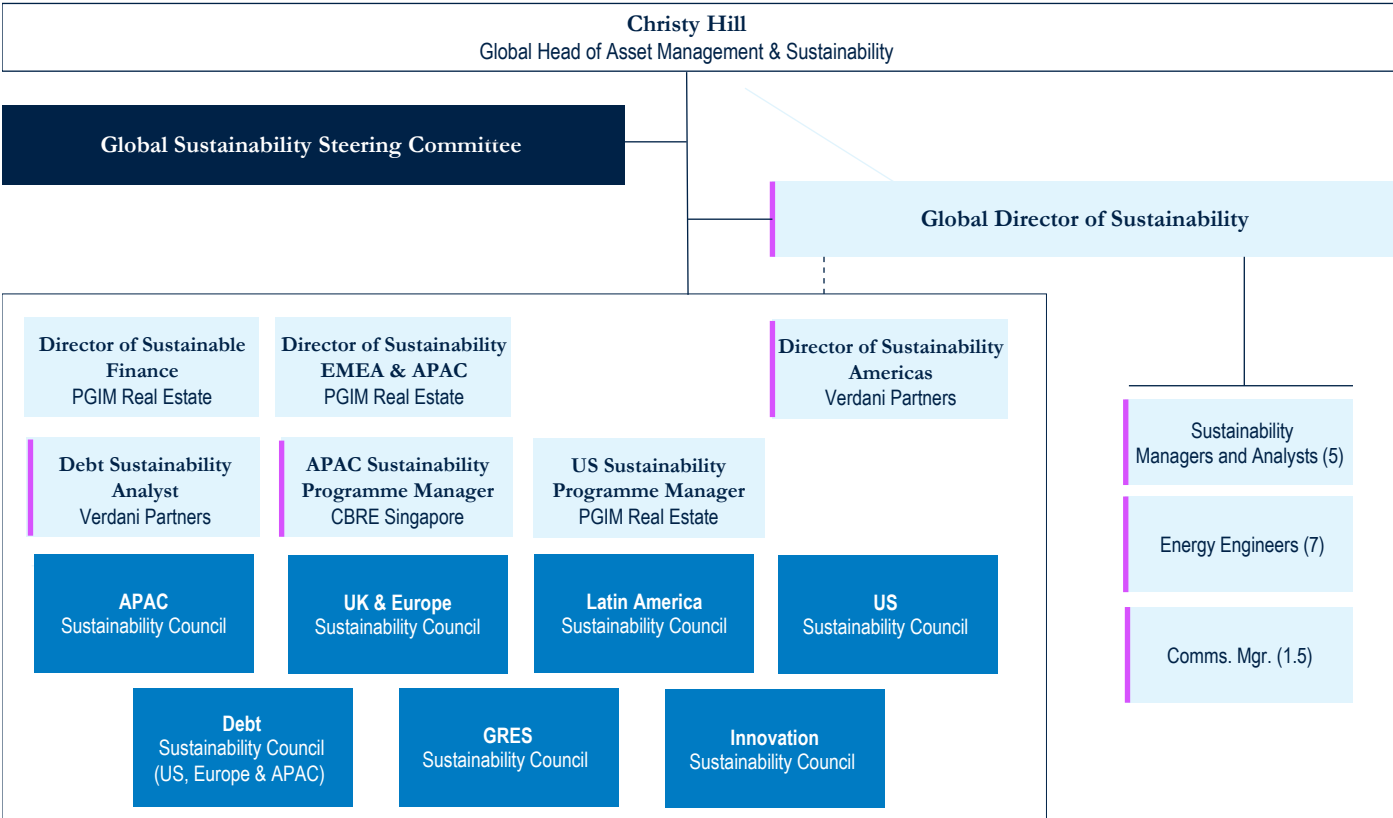 Christy Hill
Global Head of Asset Management & Sustainability
Global Sustainability Steering Committee
Global Director of Sustainability
Director of Sustainable
Finance
PGIM Real Estate
Director of Sustainability
EMEA & APAC
PGIM Real Estate
Director of Sustainability
Americas
Verdani Partners
Debt Sustainability
Analyst
Verdani Partners
APAC Sustainability
Programme Manager
CBRE Singapore
US Sustainability
Programme Manager
PGIM Real Estate
Sustainability
Managers and Analysts (5)
Energy Engineers (7)
Comms. Mgr. (1.5)
APAC
Sustainability Council
UK & Europe
Sustainability Council
Latin America
Sustainability Council
US
Sustainability Council
Debt
Sustainability Council
(US, Europe & APAC)
GRES
Sustainability Council
Innovation
Sustainability Council